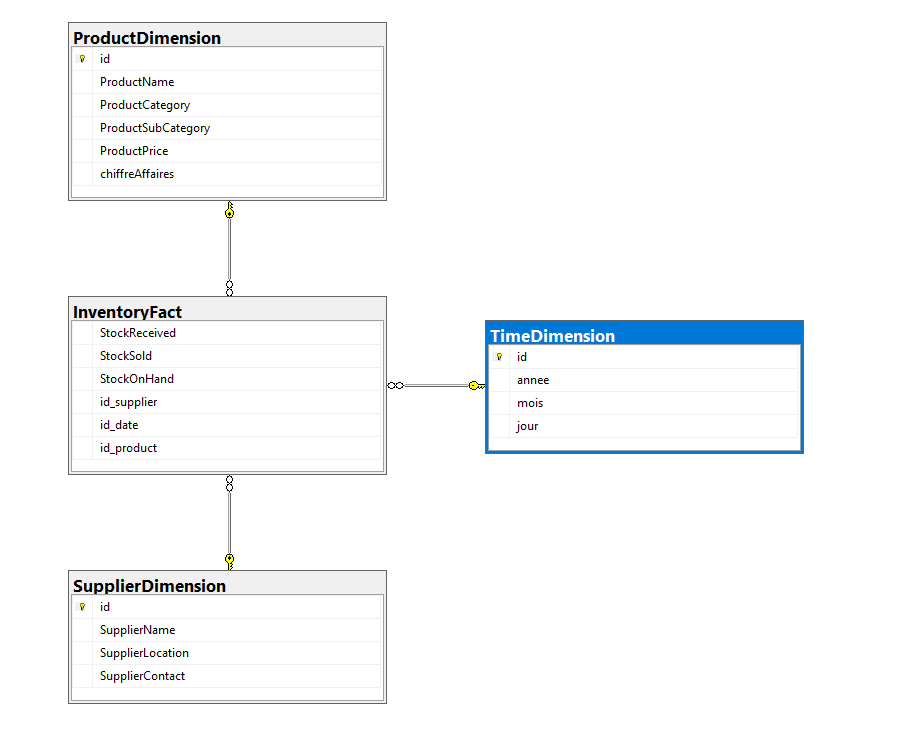 ProductDimension
id
ProductName
ProductCategory
ProductSubCategory
ProductPrice
chiffreAffaires
InventoryFact
StockReceived
StockSold
StockOnHand
id_supplier
id_date
id_product
TimeDimension
id
annee
mois
jour
SupplierDimension
id
SupplierName
SupplierLocation
SupplierContact